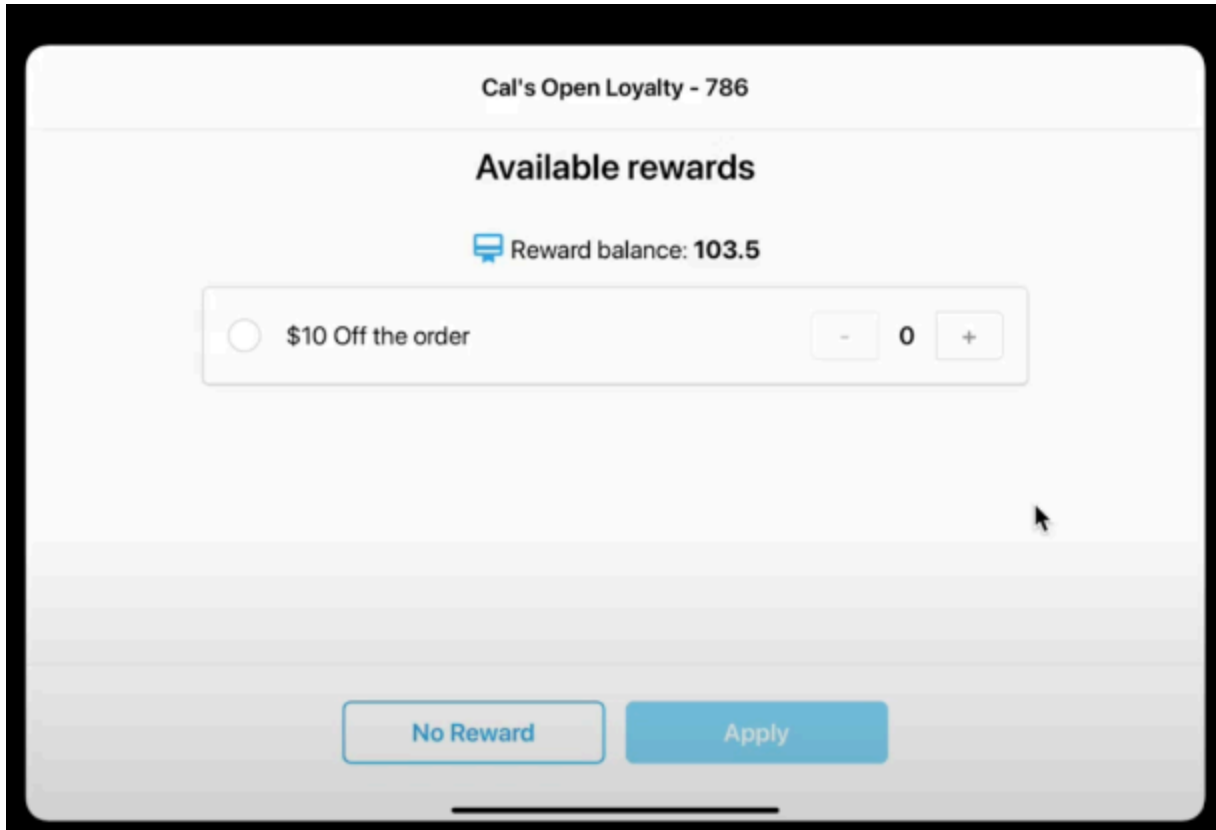 Cal's Open Loyalty - 786
Available rewards
Reward balance: 103.5
$10 Off the order - 0 +
No Reward Apply